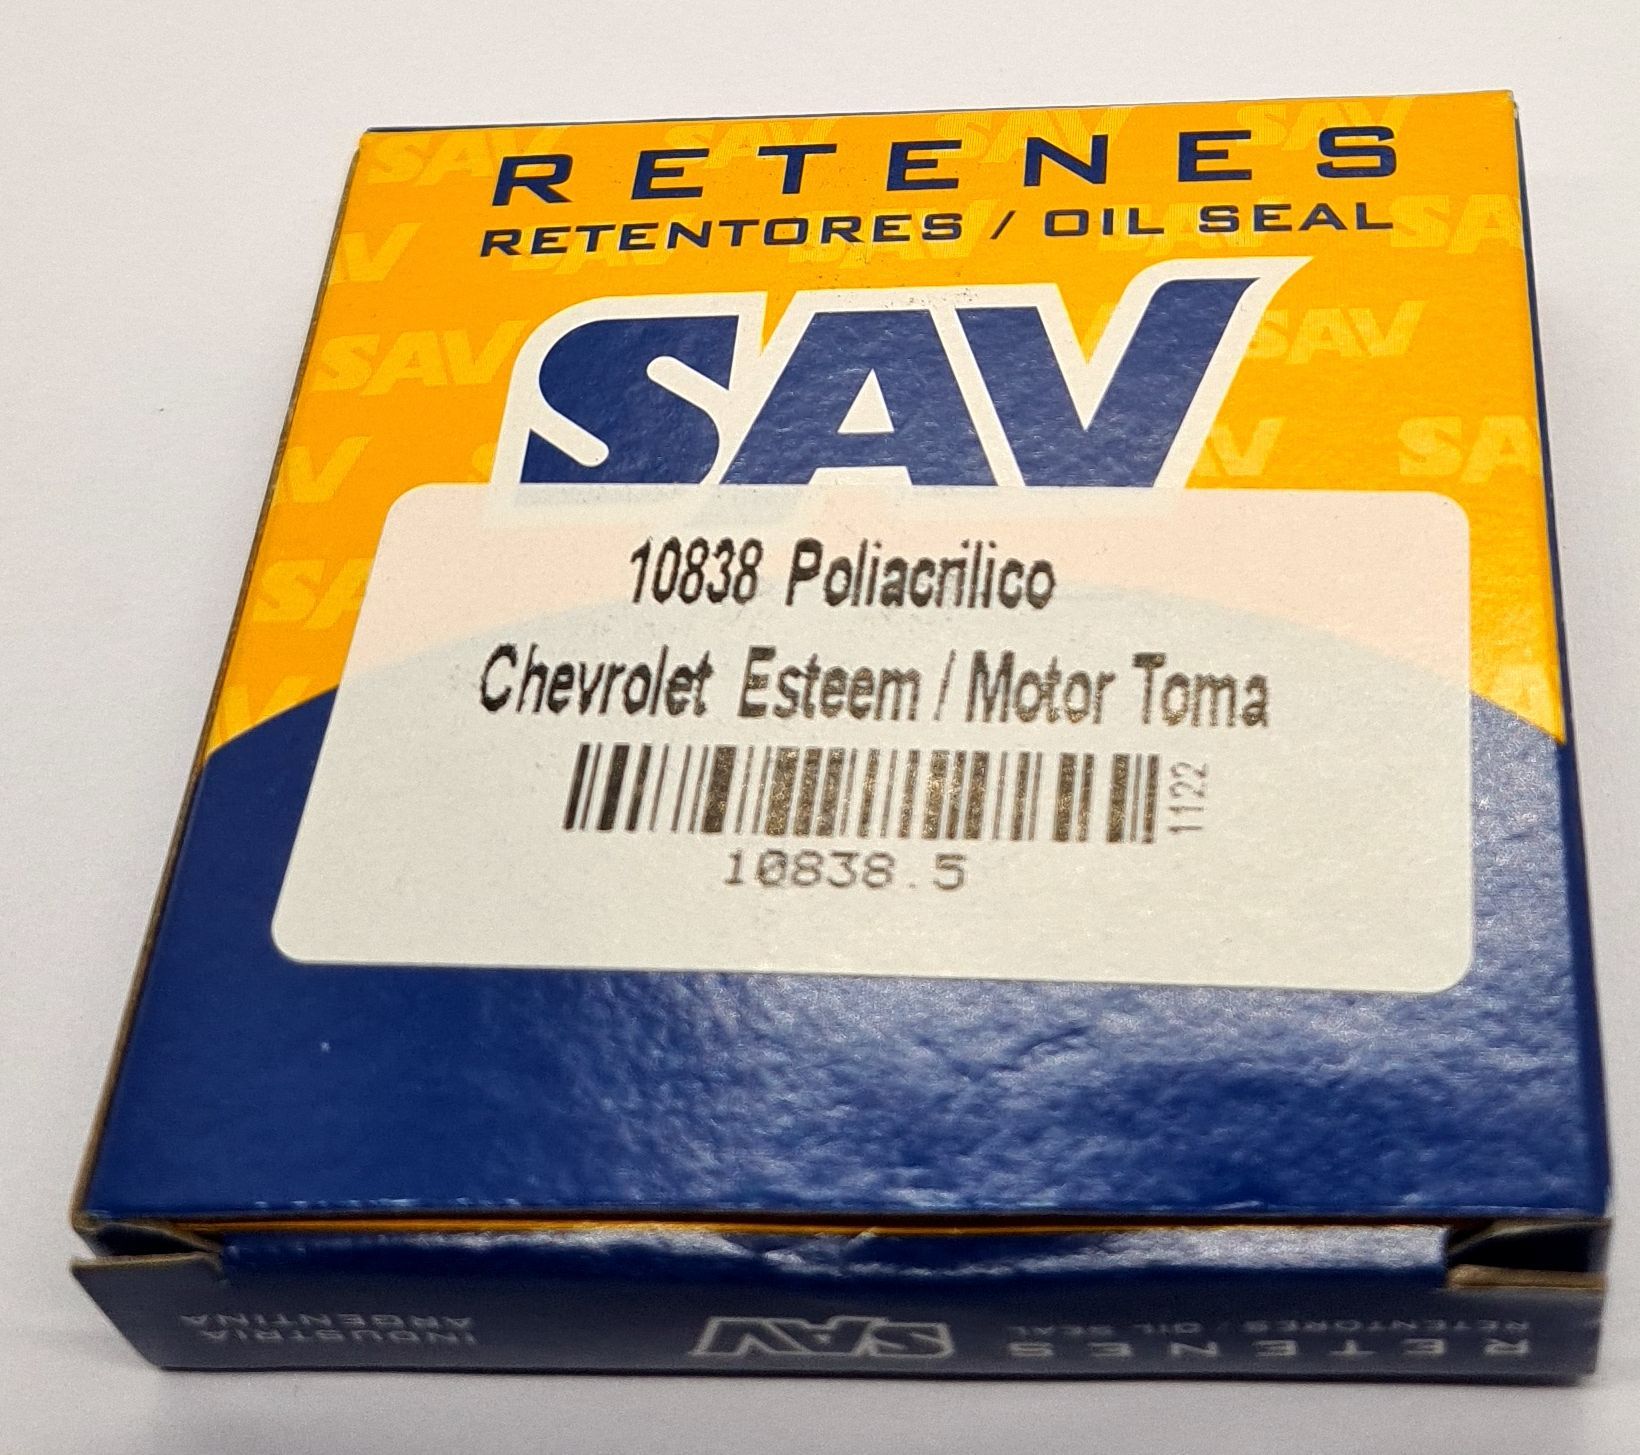 RETENES
RETENTORES / OIL SEAL
SAV
10838 Poliacrilico
Chevrolet Esteem / Motor Toma
1122
10838.5
RETENES
RETENTORES / OIL SEAL
SAV
INDUSTRIA
ARGENTINA